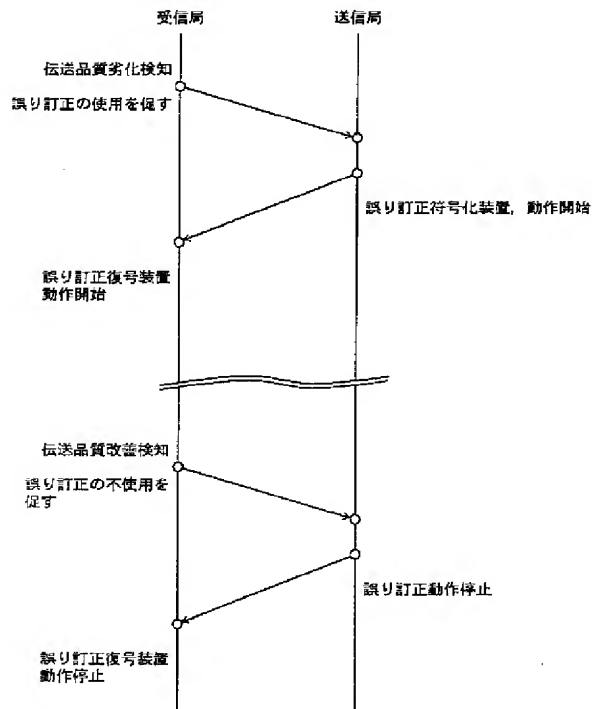 受信局
送信局
伝送品質劣化検知
誤り訂正の使用を促す
誤り訂正符号化装置，動作開始
誤り訂正復号装置
動作開始
伝送品質改善検知
誤り訂正の不使用を
促す
誤り訂正動作停止
誤り訂正復号装置
動作停止